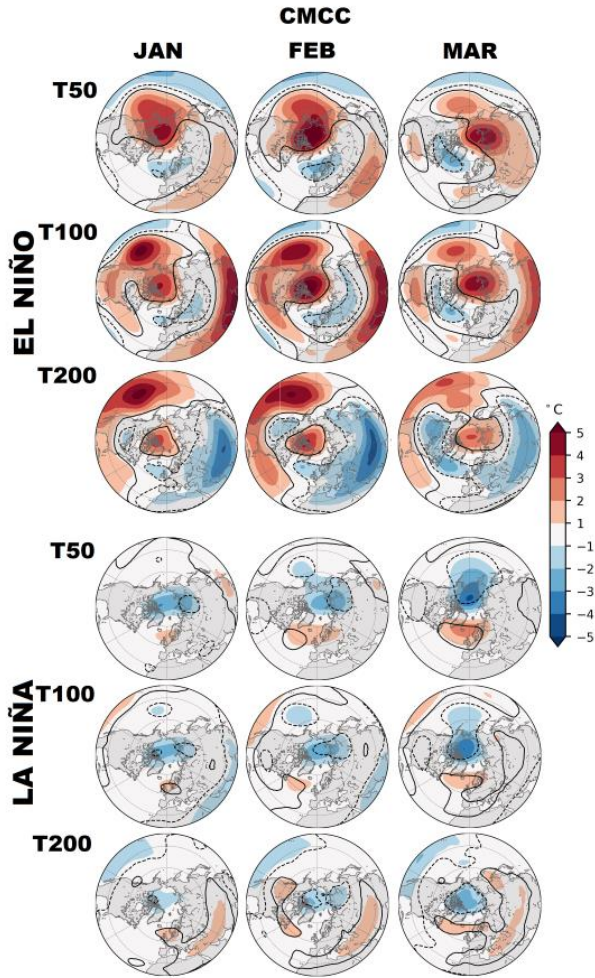 CMCC
JAN FEB MAR
T50
EL NIÑO
T100
T200
°C
5
4
3
2
1
-1
-2
-3
-4
-5
LA NIÑA
T50
T100
T200